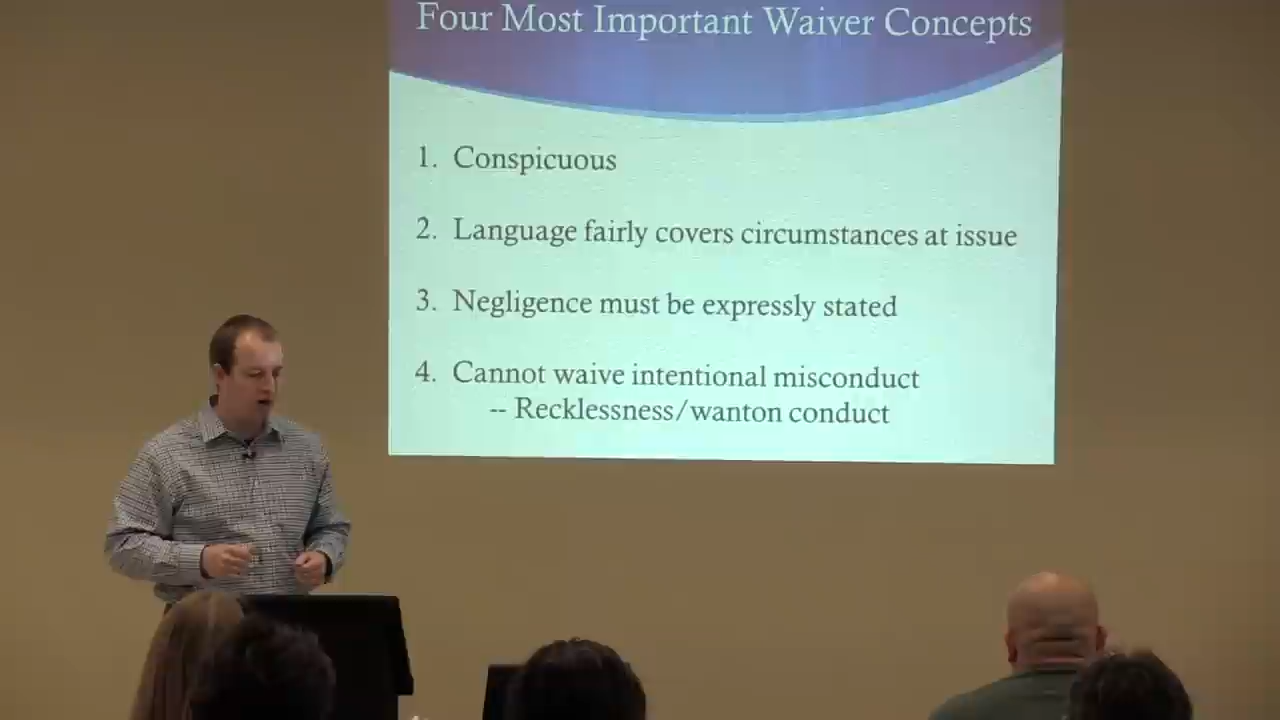 Four Most Important Waiver Concepts
1. Conspicuous
2. Language fairly covers circumstances at issue
3. Negligence must be expressly stated
4. Cannot waive intentional misconduct
-- Recklessness/wanton conduct